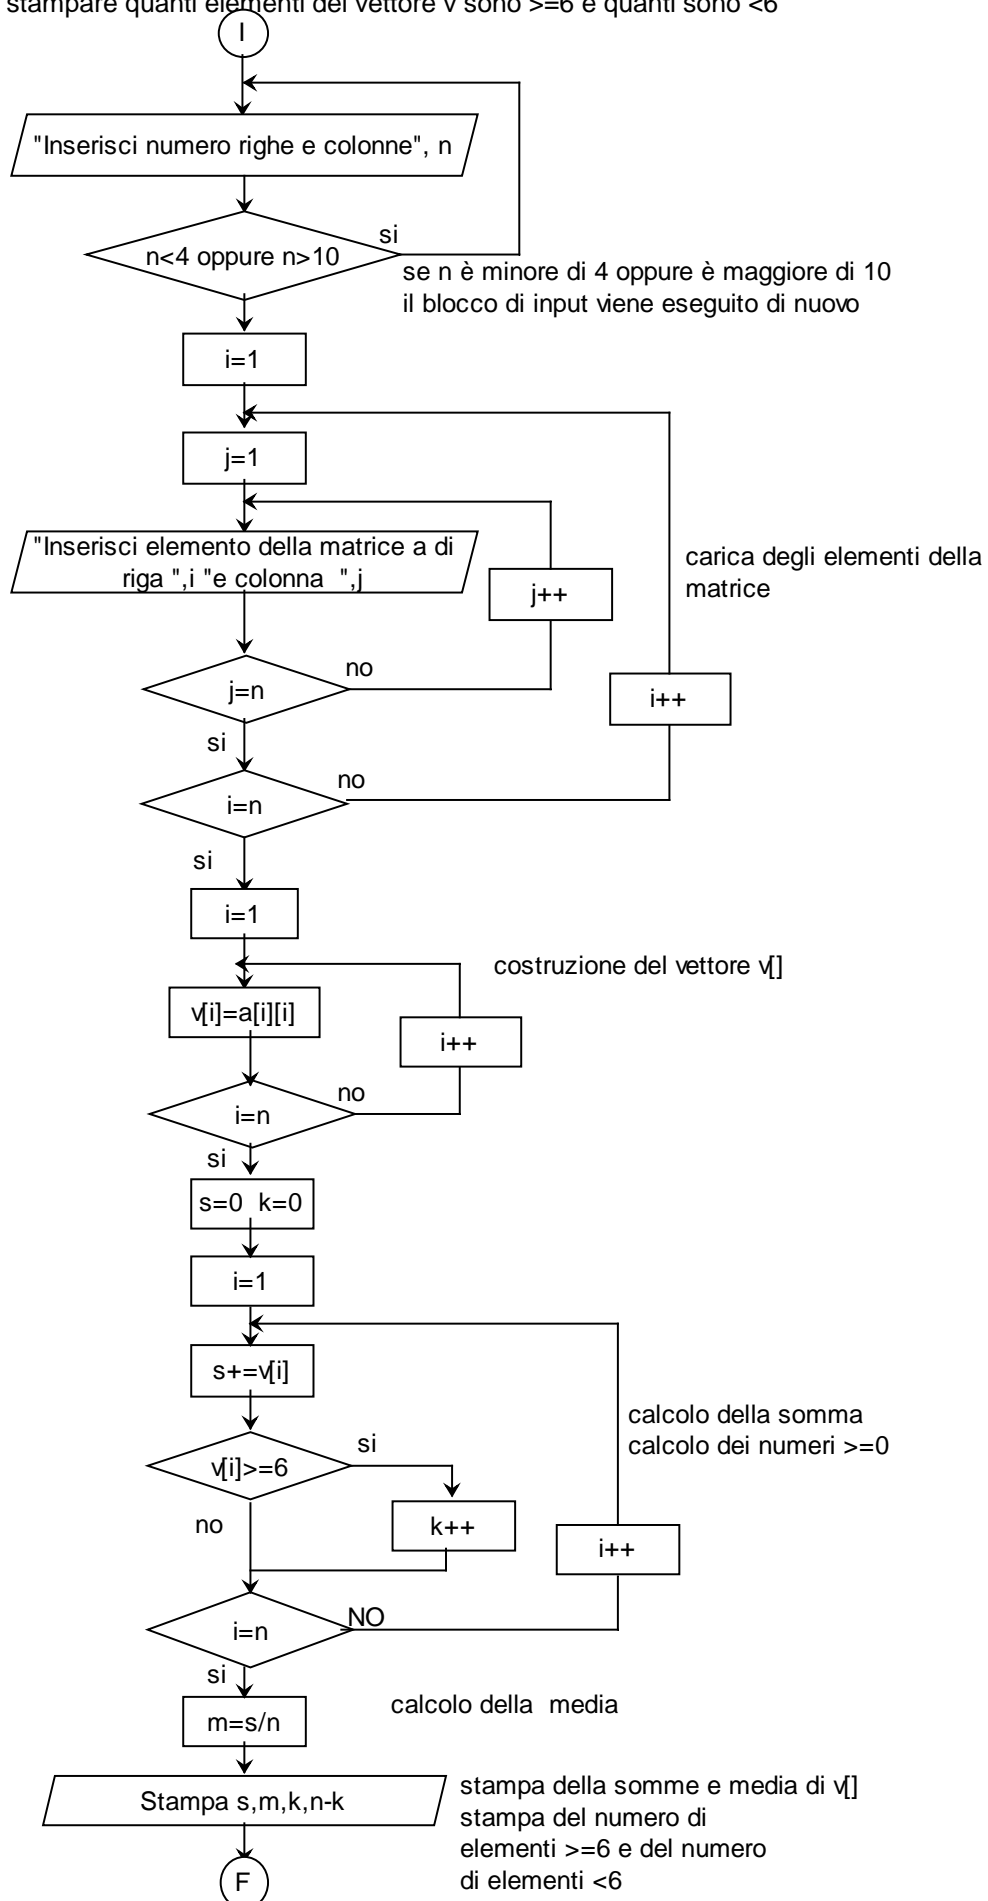 stampare quanti elementi del vettore v sono >=6 e quanti sono <6
I
"Inserisci numero righe e colonne", n
n<4 oppure n>10
si
se n è minore di 4 oppure è maggiore di 10
il blocco di input viene eseguito di nuovo
i=1
j=1
"Inserisci elemento della matrice a di
riga ",i "e colonna ",j
j++
carica degli elementi della
matrice
j=n
no
i++
si
i=n
no
si
i=1
costruzione del vettore v[]
v[i]=a[i][i]
i++
i=n
no
si
s=0 k=0
i=1
s+=v[i]
calcolo della somma
calcolo dei numeri >=0
v[i]>=6
si
no
k++
i++
i=n
NO
si
m=s/n
calcolo della media
Stampa s,m,k,n-k
stampa della somme e media di v[]
stampa del numero di
elementi >=6 e del numero
di elementi <6
F